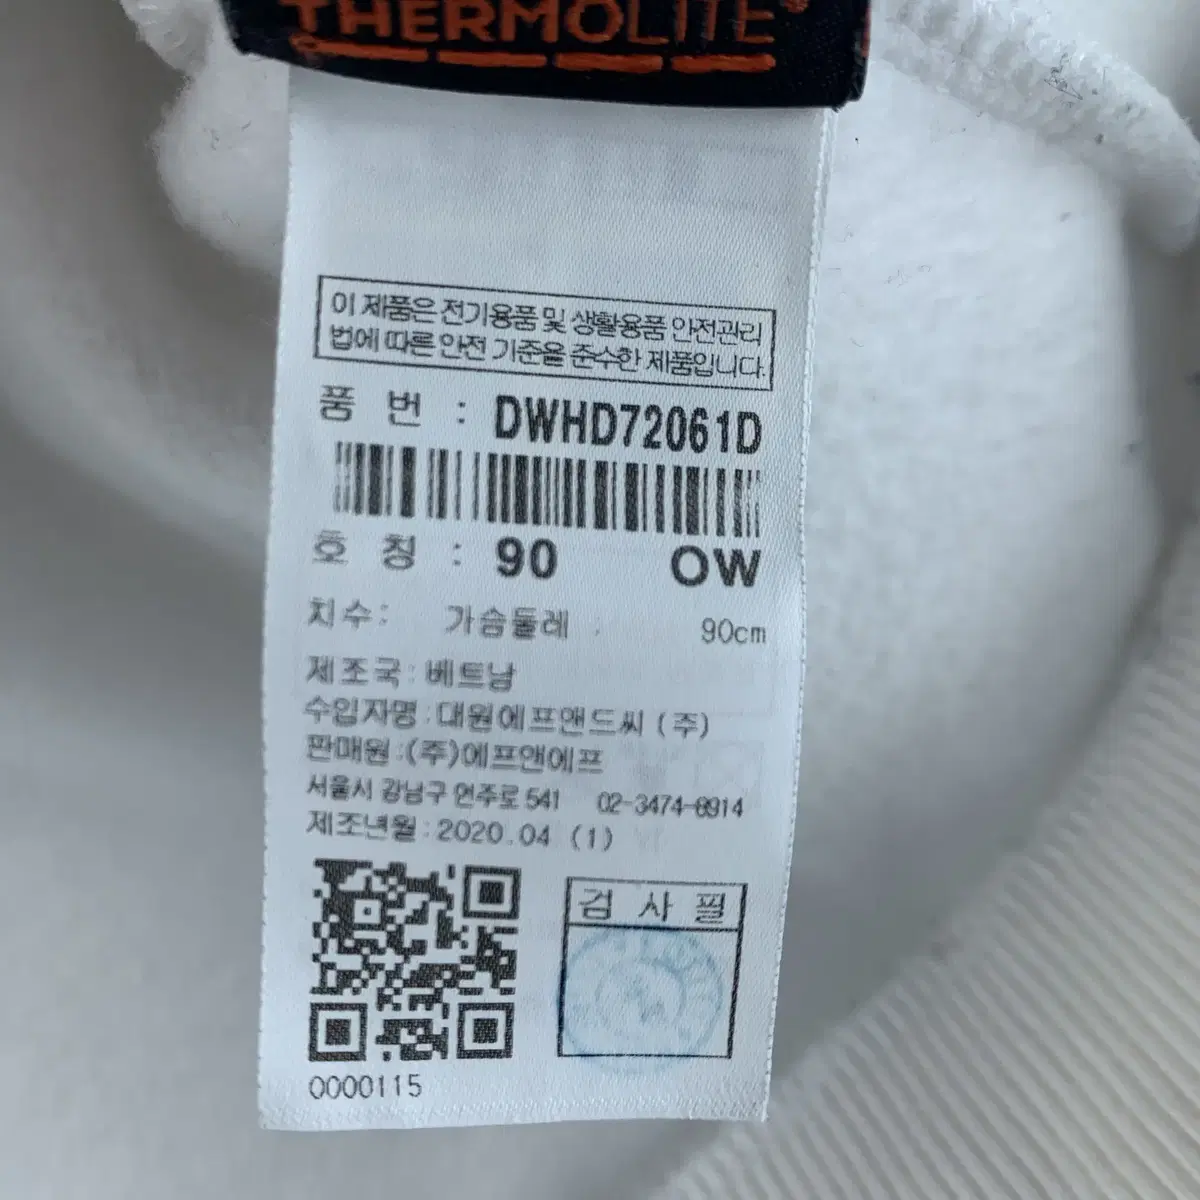 THERMOLITE®
이 제품은 전기용품 및 생활용품 안전관리
법에 따른 안전 기준을 준수한 제품입니다.
품 번 : DWHD72061D
호 칭 : 90 OW
치수: 가슴둘레 90cm
제조국 : 베트남
수입자명 : 대원에프앤드씨 (주)
판매원 : (주)에프앤에프
서울시 강남구 언주로 541 02-3474-8914
제조년월 : 2020.04 (1)
검 사 필
0000115